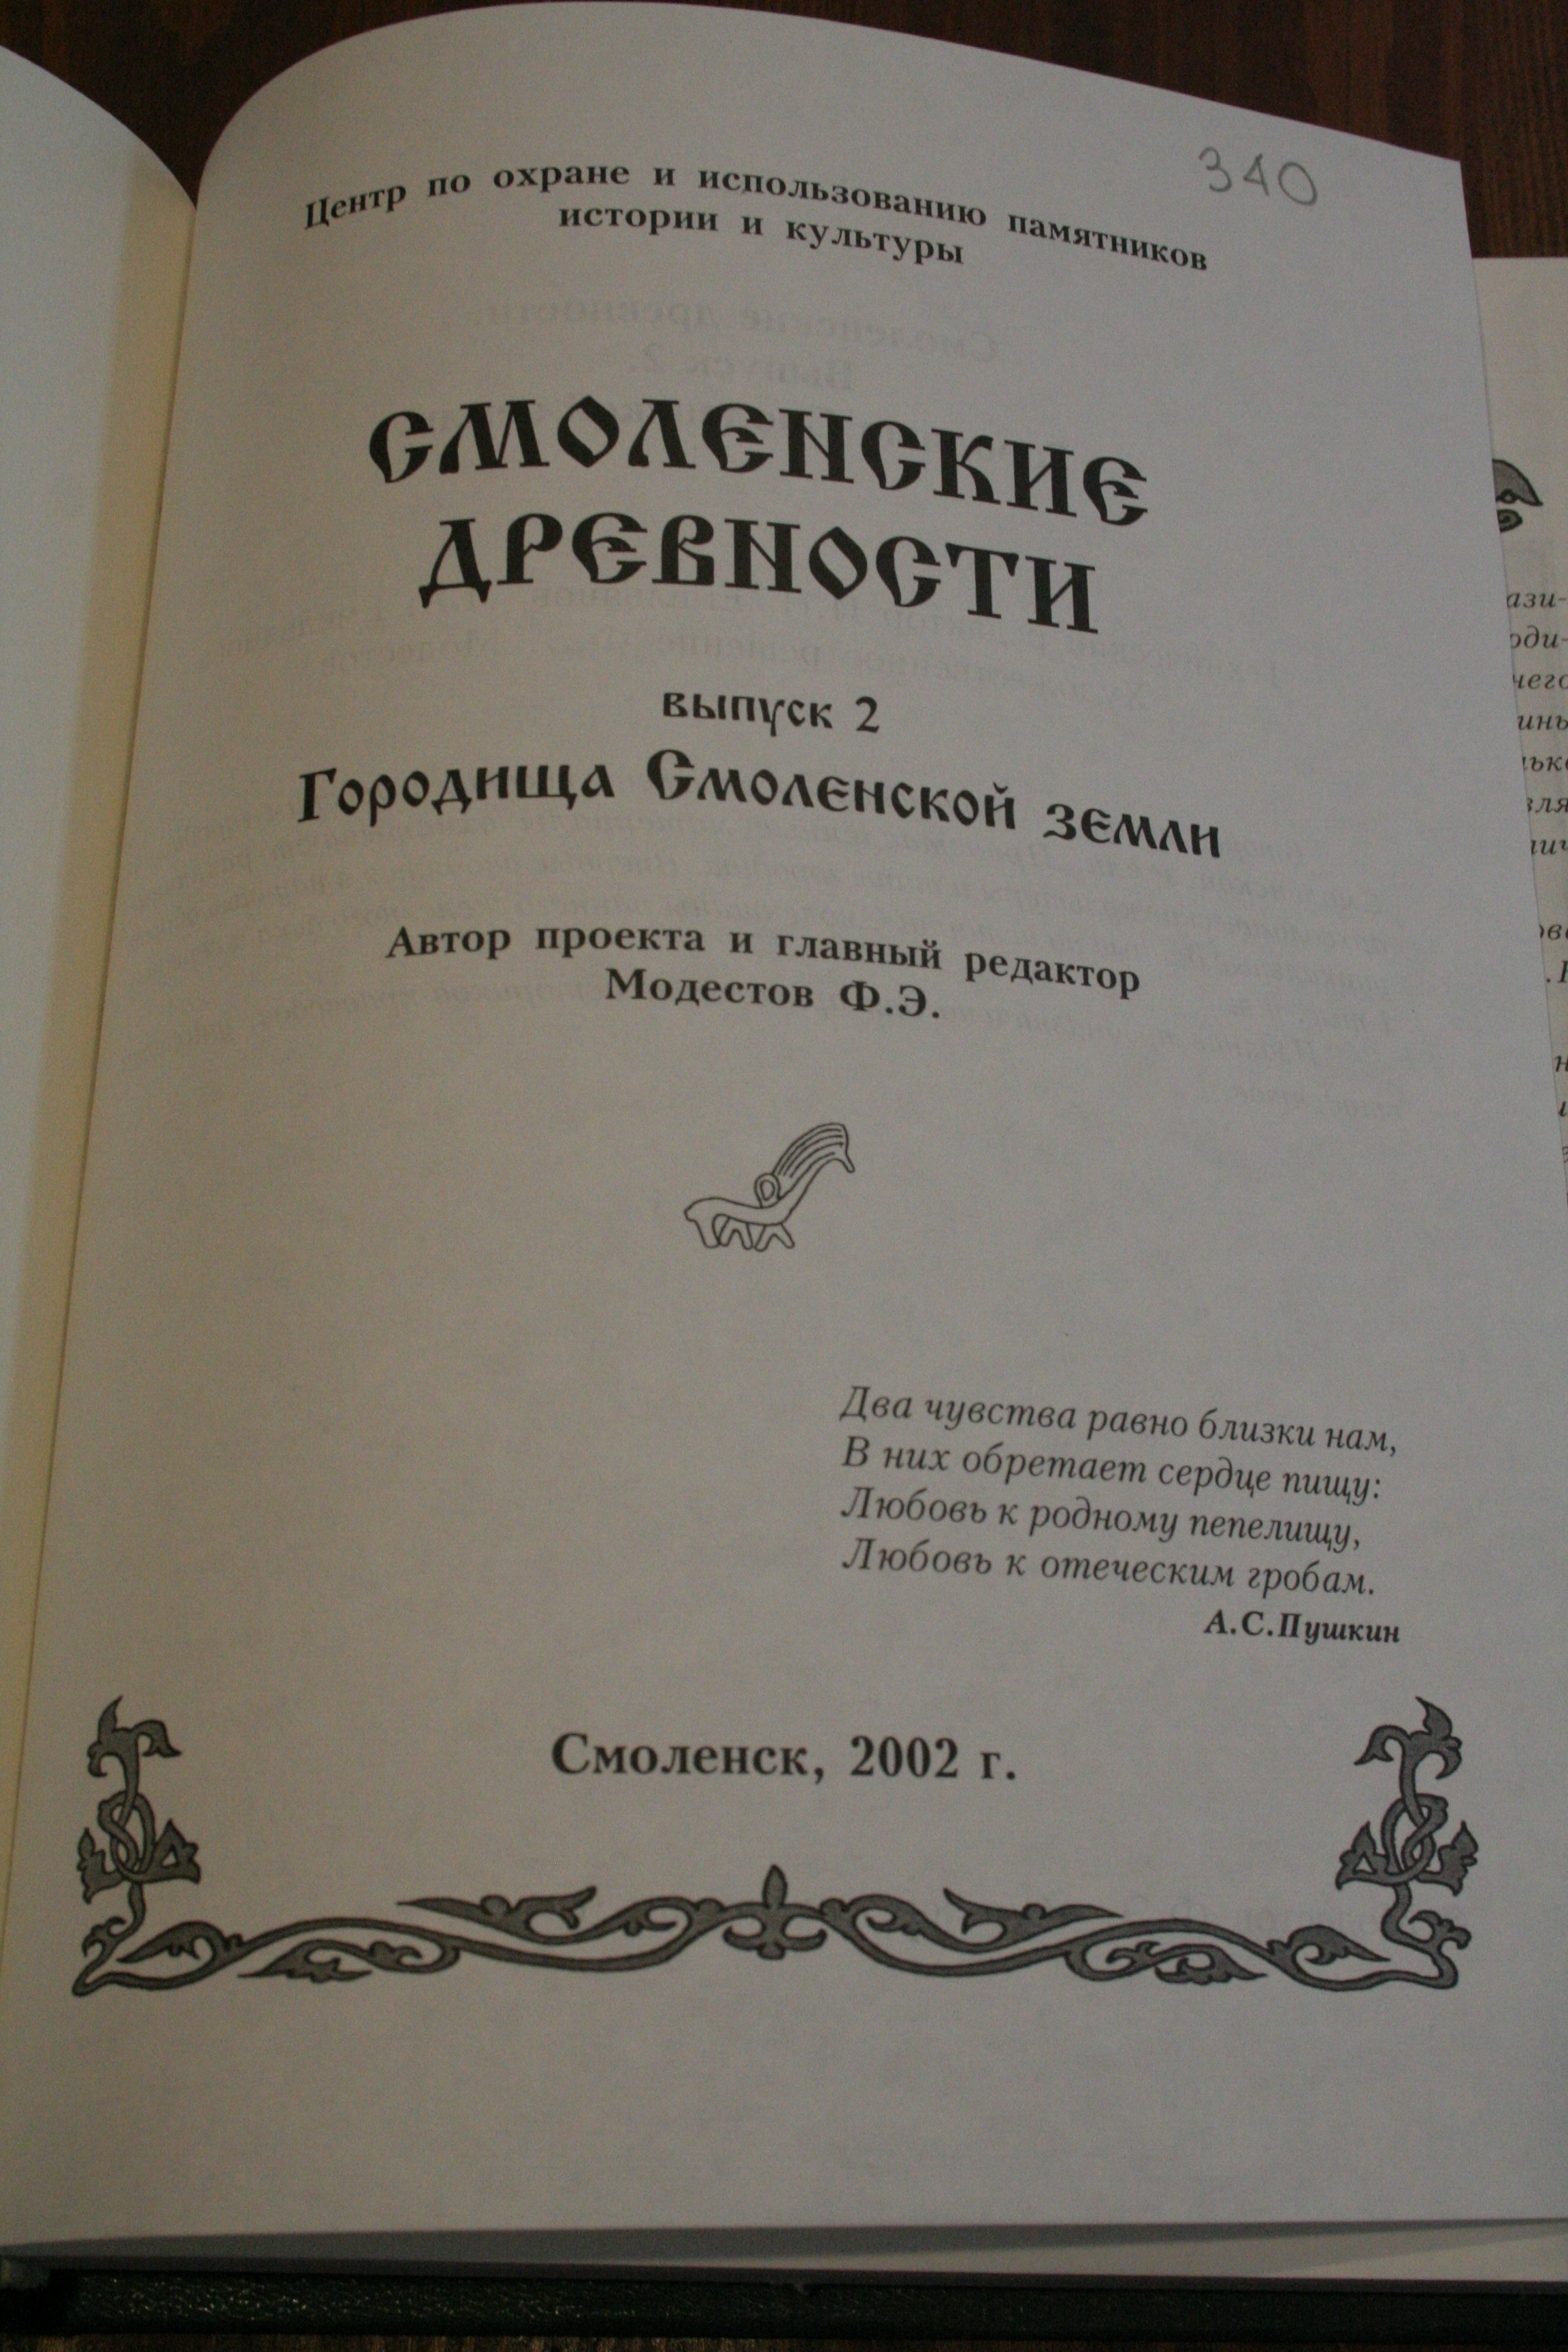 340
Центр по охране и использованию памятников
истории и культуры
СМОЛЕНСКИЕ
ДРЕВНОСТИ
выпуск 2
Городища Смоленской земли
Автор проекта и главный редактор
Модестов Ф.Э.
Два чувства равно близки нам,
В них обретает сердце пищу:
Любовь к родному пепелищу,
Любовь к отеческим гробам.
А.С.Пушкин
Смоленск, 2002 г.